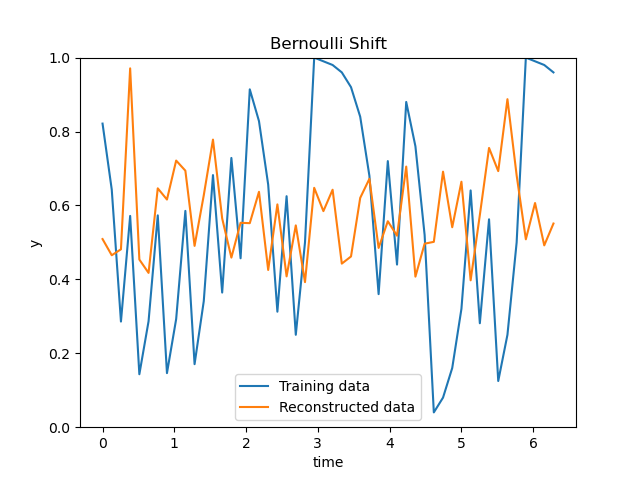 Bernoulli Shift
1.0
0.8
0.6
0.4
0.2
0.0
y
Training data
Reconstructed data
0 1 2 3 4 5 6
time